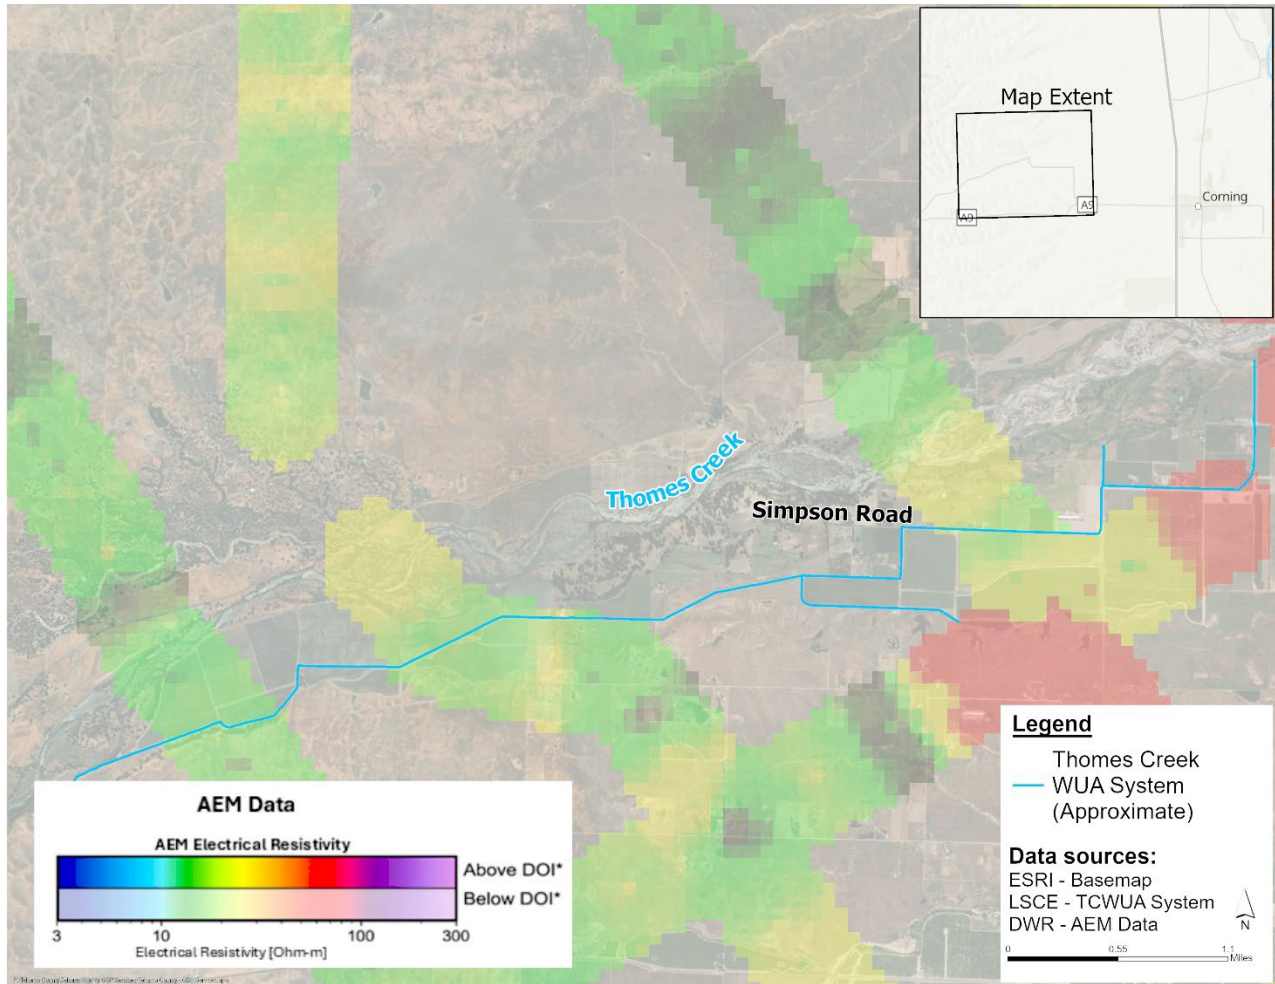 Map Extent
A9
A9
Corning
Thomes Creek
Simpson Road
AEM Data
AEM Electrical Resistivity
Above DOI*
Below DOI*
3
10
100
300
Electrical Resistivity [Ohm-m]
Legend
Thomes Creek
WUA System
(Approximate)
Data sources:
ESRI - Basemap
LSCE - TCWUA System
DWR - AEM Data
N
0
0.55
1.1
Miles